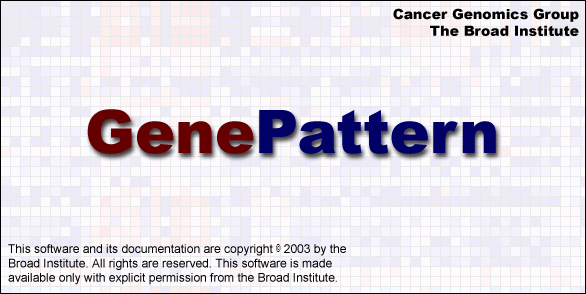 Cancer Genomics Group
The Broad Institute
GenePattern
This software and its documentation are copyright © 2003 by the
Broad Institute. All rights are reserved. This software is made
available only with explicit permission from the Broad Institute.